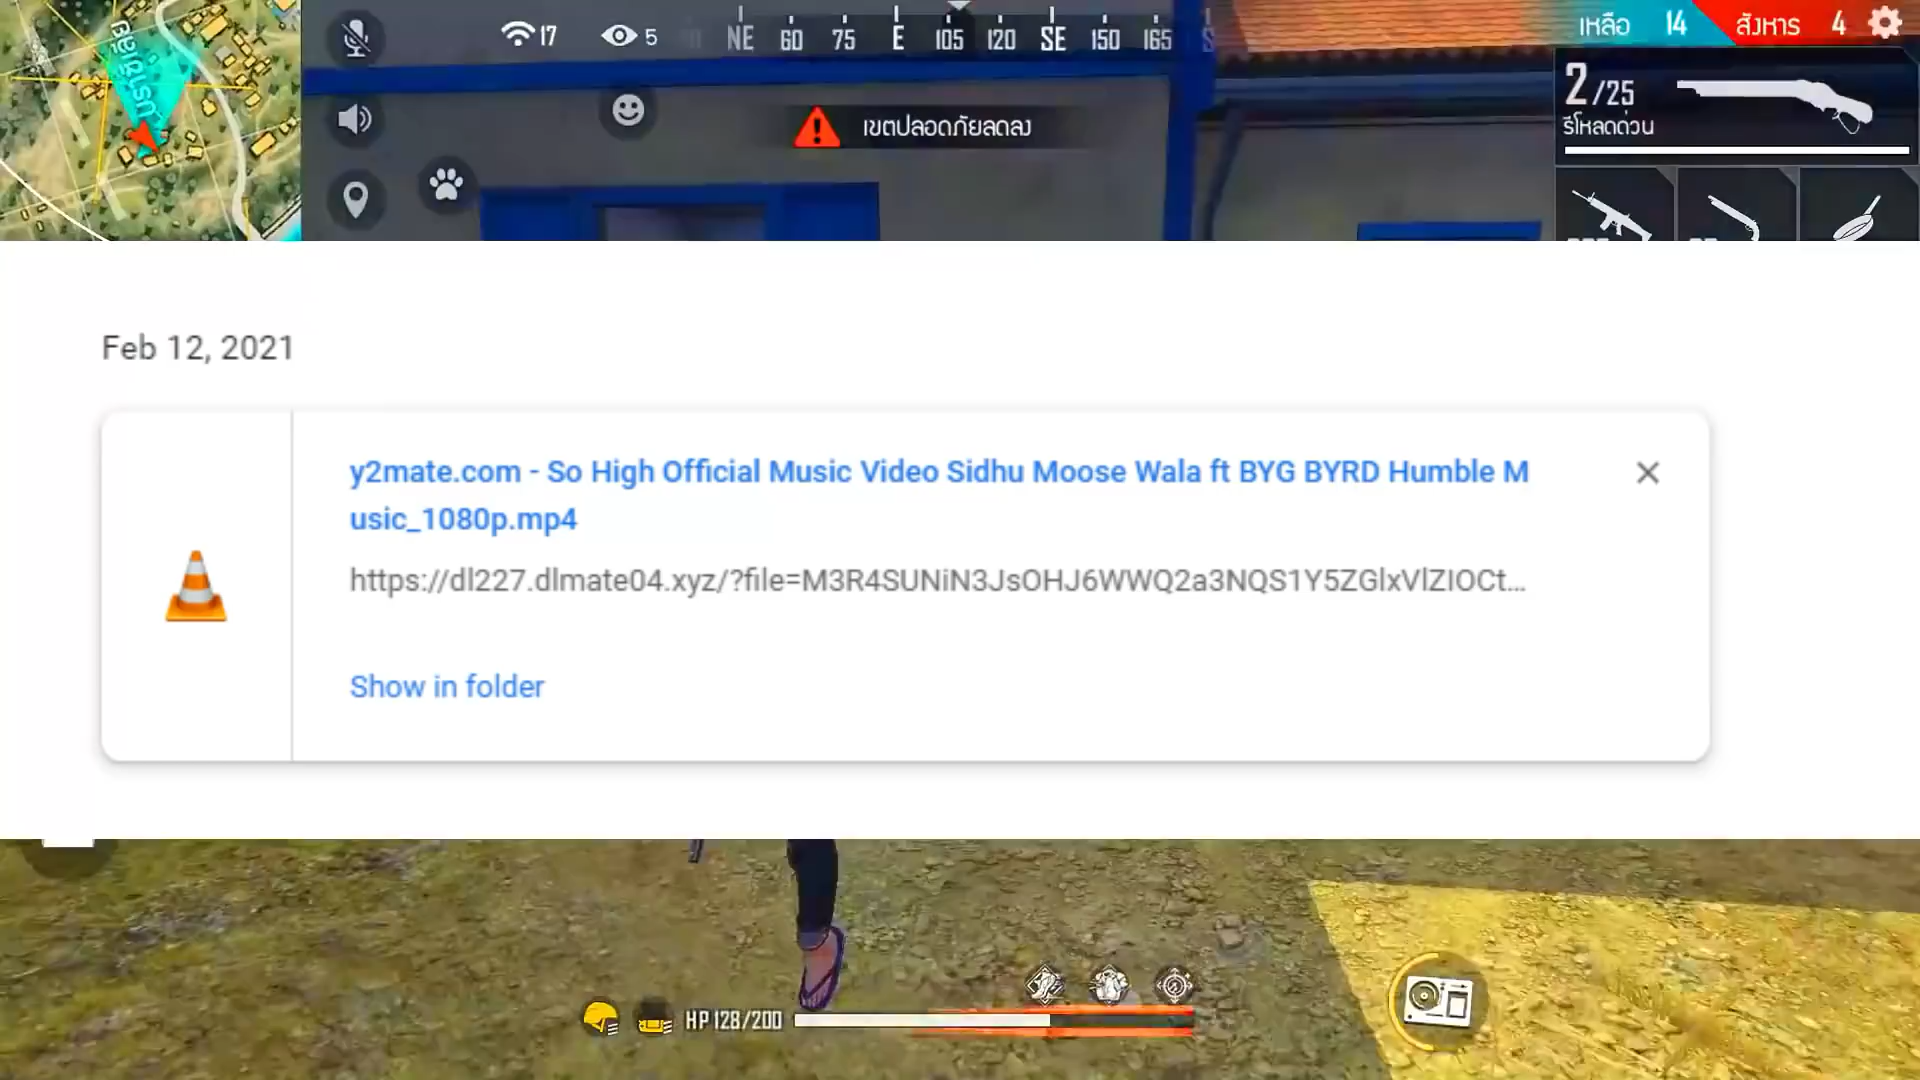 17
5
NE 60 75 E 105 120 SE 150 165 S
เหลือ 14 สังหาร 4
2/25
รีโหลดด่วน
เขตปลอดภัยลดลง
Feb 12, 2021
y2mate.com - So High Official Music Video Sidhu Moose Wala ft BYG BYRD Humble M
usic_1080p.mp4
https://dl227.dlmate04.xyz/?file=M3R4SUNiN3JsOHJ6WWQ2a3NQS1Y5ZGlxVlZIOCt...
Show in folder
HP 128/200